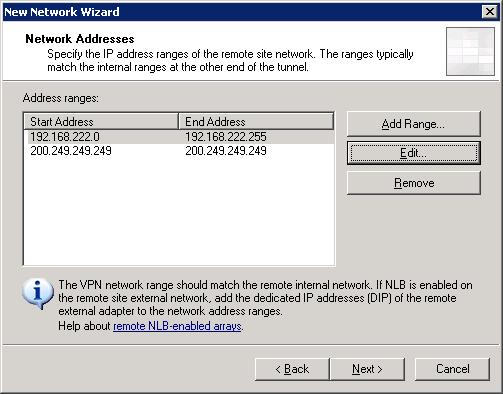 New Network Wizard
Network Addresses
Specify the IP address ranges of the remote site network. The ranges typically
match the internal ranges at the other end of the tunnel.
Address ranges:
Start Address End Address
192.168.222.0 192.168.222.255
200.249.249.249 200.249.249.249
Add Range...
Edit...
Remove
The VPN network range should match the remote internal network. If NLB is enabled on
the remote site external network, add the dedicated IP addresses (DIP) of the remote
external adapter to the network address ranges.
Help about remote NLB-enabled arrays.
< Back Next > Cancel